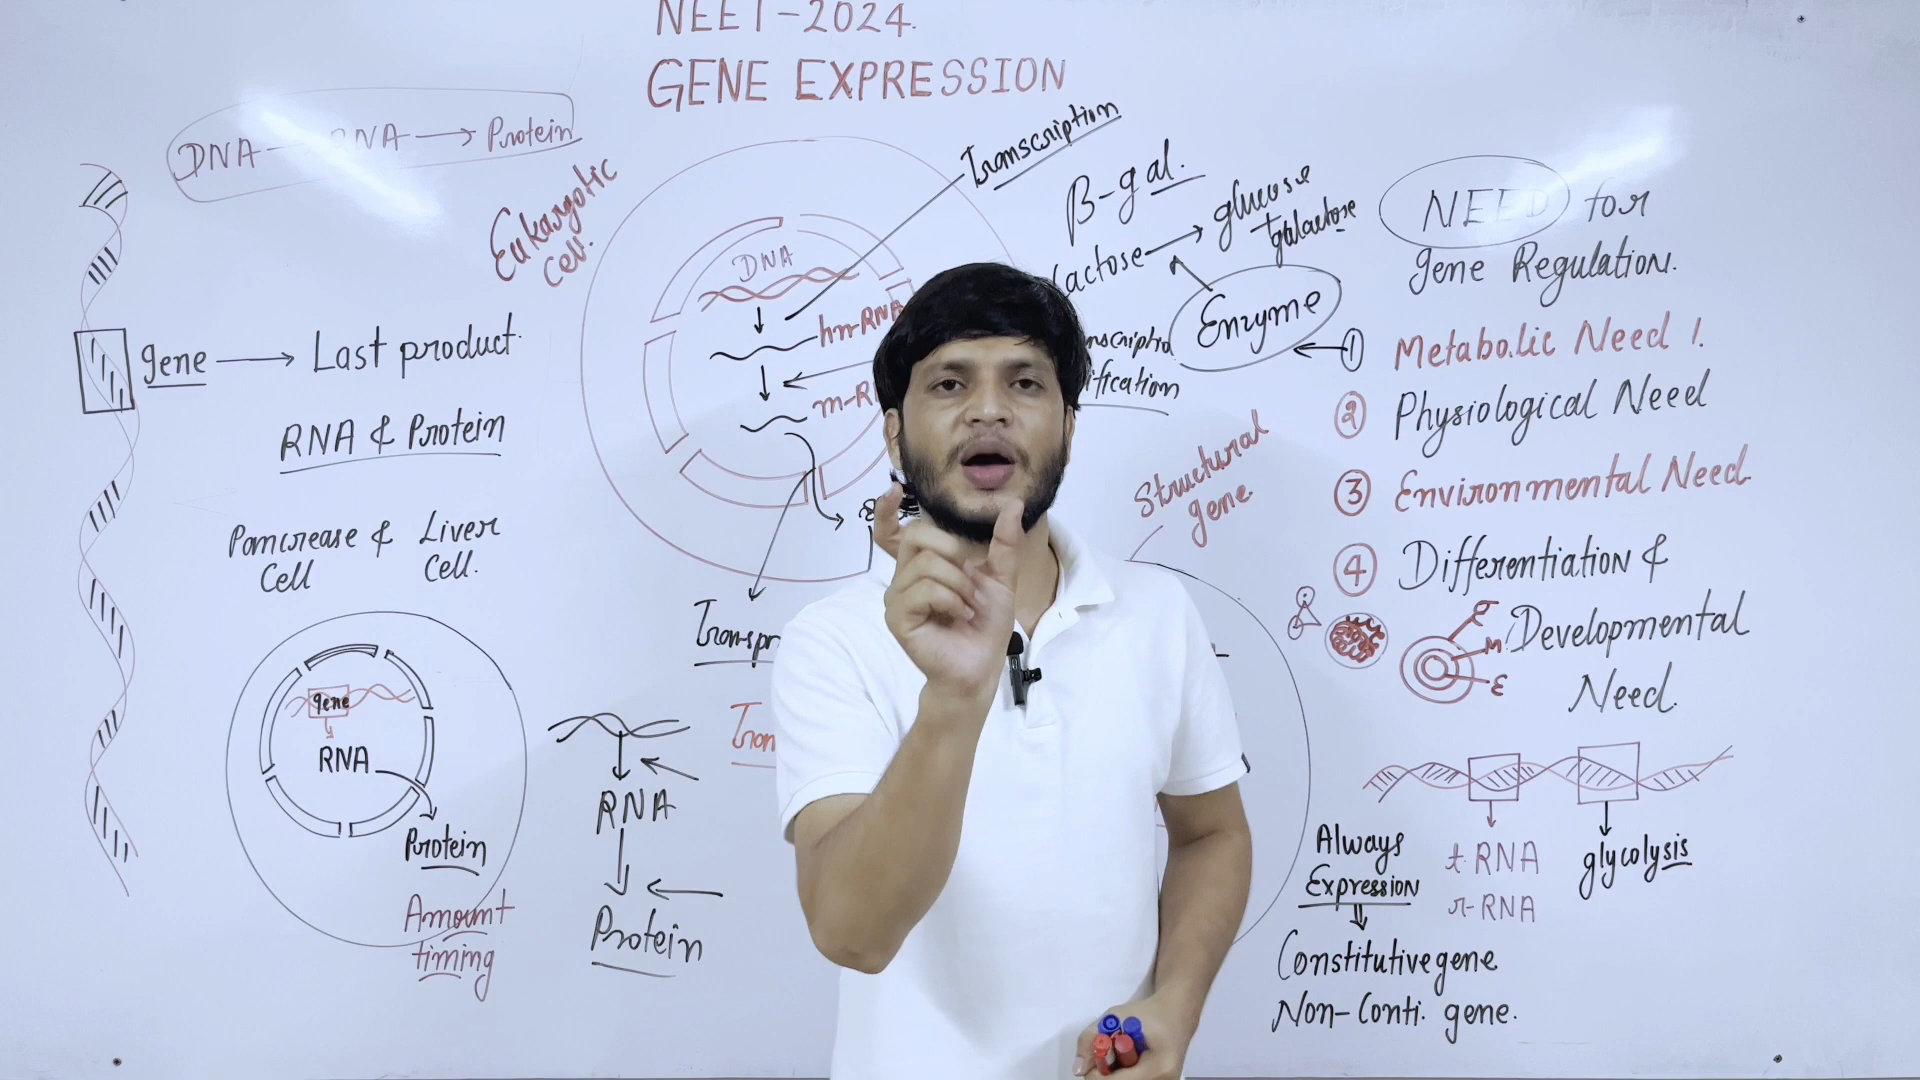 NEET-2024.
GENE EXPRESSION
DNA RNA → Protein
Eukaryotic
Cell.
gene → Last product.
RNA & Protein
Pancrease & Liver
Cell Cell.
gene
RNA
Protein
Amount
timing
RNA
Protein
DNA
hn-RNA
Transcription
β-gal.
Lactose → glucose
+galactose
Enzyme
Structural
gene
NEED for
gene Regulation.
① Metabolic Need 1.
② Physiological Need
③ Environmental Need
④ Differentiation &
Developmental
Need.
M
E
Always
Expression
Constitutive gene
Non-Conti. gene.
t RNA
r-RNA
glycolysis